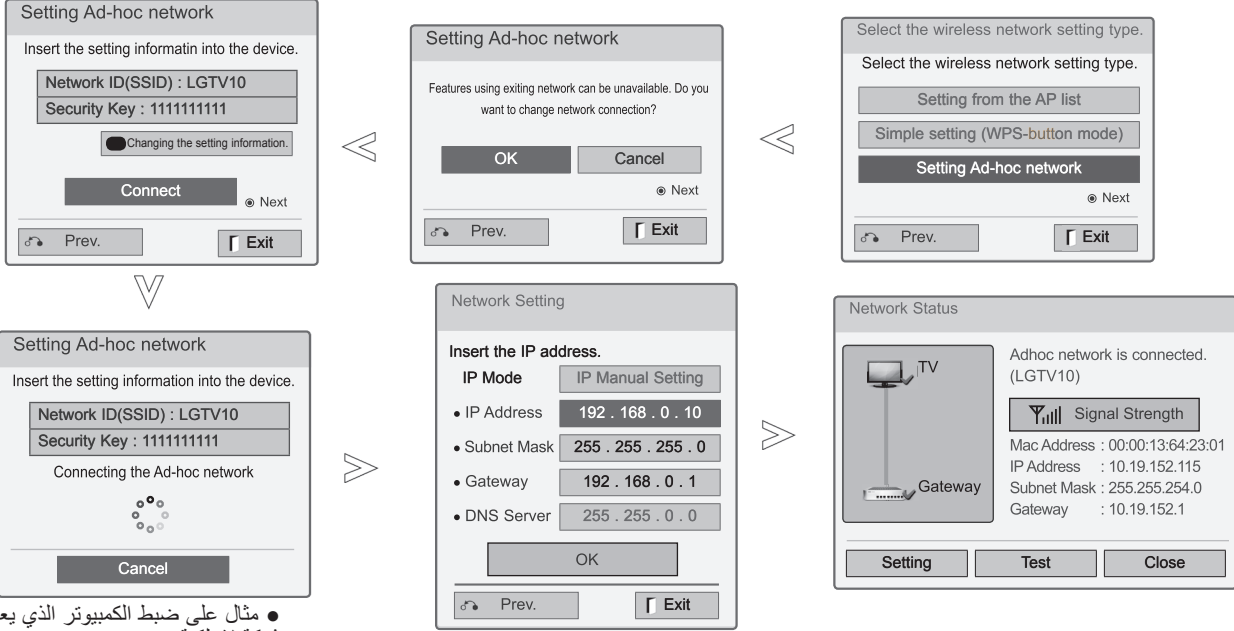 Select the wireless network setting type.
Select the wireless network setting type.
Setting from the AP list
Simple setting (WPS-button mode)
Setting Ad-hoc network
Next
Prev.
Exit
Setting Ad-hoc network
Features using exiting network can be unavailable. Do you
want to change network connection?
OK
Cancel
Next
Prev.
Exit
Setting Ad-hoc network
Insert the setting informatin into the device.
Network ID(SSID) : LGTV10
Security Key : 1111111111
Changing the setting information.
Connect
Next
Prev.
Exit
Setting Ad-hoc network
Insert the setting information into the device.
Network ID(SSID) : LGTV10
Security Key : 1111111111
Connecting the Ad-hoc network
Cancel
Network Setting
Insert the IP address.
IP Mode IP Manual Setting
• IP Address 192 . 168 . 0 . 10
• Subnet Mask 255 . 255 . 255 . 0
• Gateway 192 . 168 . 0 . 1
• DNS Server 255 . 255 . 0 . 0
OK
Prev.
Exit
Network Status
TV
Gateway
Adhoc network is connected.
(LGTV10)
Signal Strength
Mac Address : 00:00:13:64:23:01
IP Address : 10.19.152.115
Subnet Mask : 255.255.254.0
Gateway : 10.19.152.1
Setting
Test
Close
● مثال على ضبط الكمبيوتر الذي